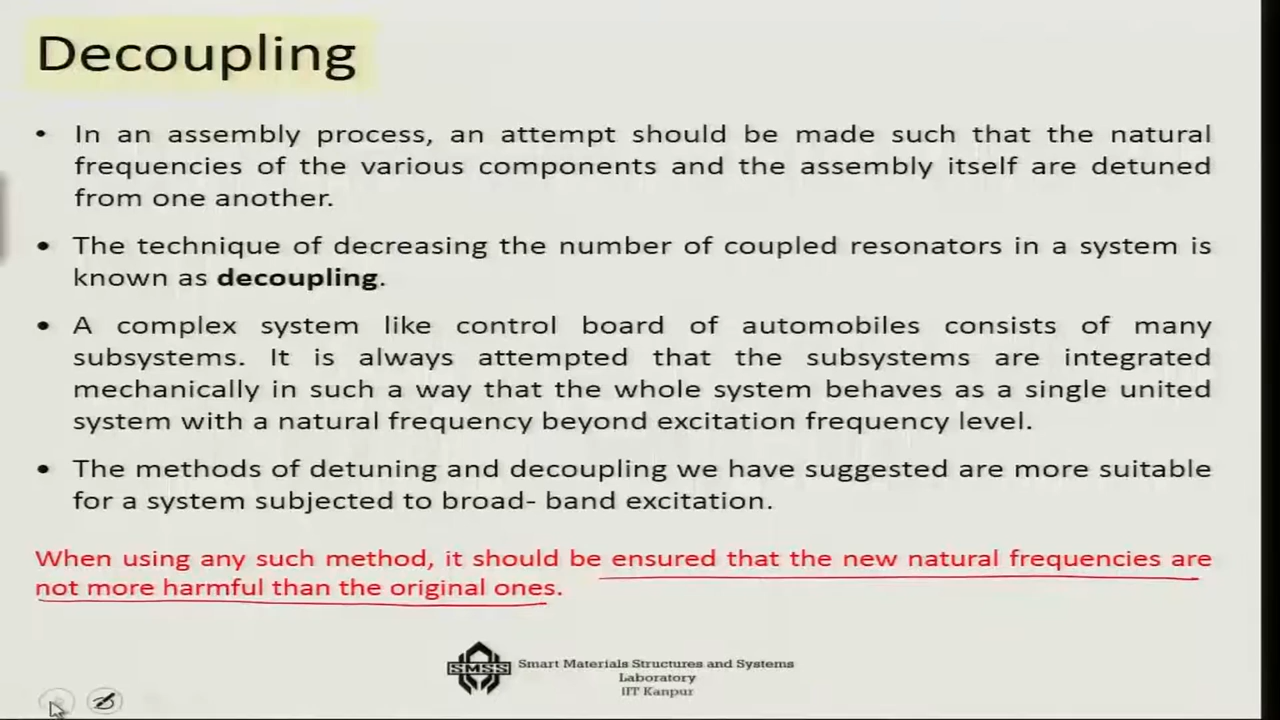 Decoupling
• In an assembly process, an attempt should be made such that the natural
frequencies of the various components and the assembly itself are detuned
from one another.
• The technique of decreasing the number of coupled resonators in a system is
known as decoupling.
• A complex system like control board of automobiles consists of many
subsystems. It is always attempted that the subsystems are integrated
mechanically in such a way that the whole system behaves as a single united
system with a natural frequency beyond excitation frequency level.
• The methods of detuning and decoupling we have suggested are more suitable
for a system subjected to broad- band excitation.
When using any such method, it should be ensured that the new natural frequencies are
not more harmful than the original ones.
SMSS
Smart Materials Structures and Systems
Laboratory
IIT Kanpur